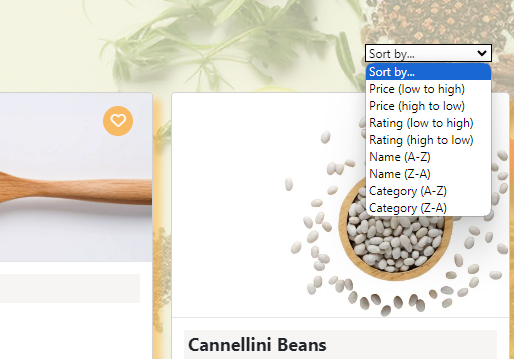 Sort by...
Sort by...
Price (low to high)
Price (high to low)
Rating (low to high)
Rating (high to low)
Name (A-Z)
Name (Z-A)
Category (A-Z)
Category (Z-A)
Cannellini Beans